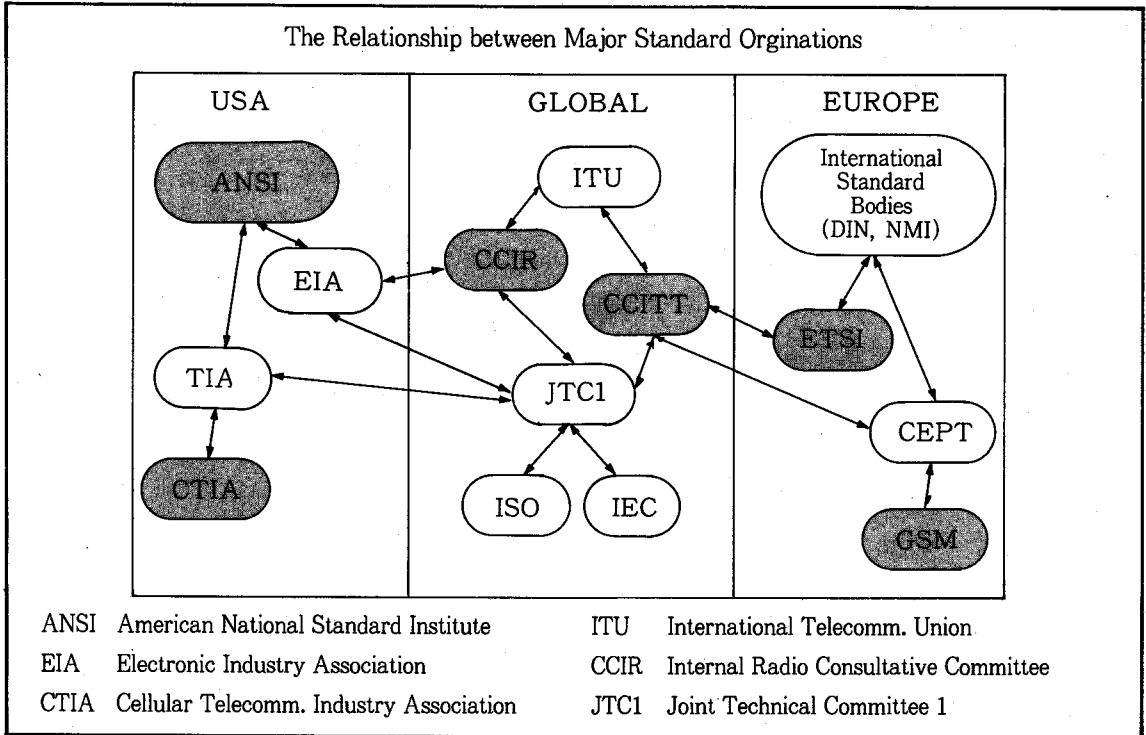 The Relationship between Major Standard Orginations
USA
GLOBAL
EUROPE
ANSI
EIA
TIA
CTIA
ITU
CCIR
CCITT
JTC1
ISO
IEC
International
Standard
Bodies
(DIN, NMI)
ETSI
CEPT
GSM
ANSI American National Standard Institute
EIA Electronic Industry Association
CTIA Cellular Telecomm. Industry Association
ITU International Telecomm. Union
CCIR Internal Radio Consultative Committee
JTC1 Joint Technical Committee 1